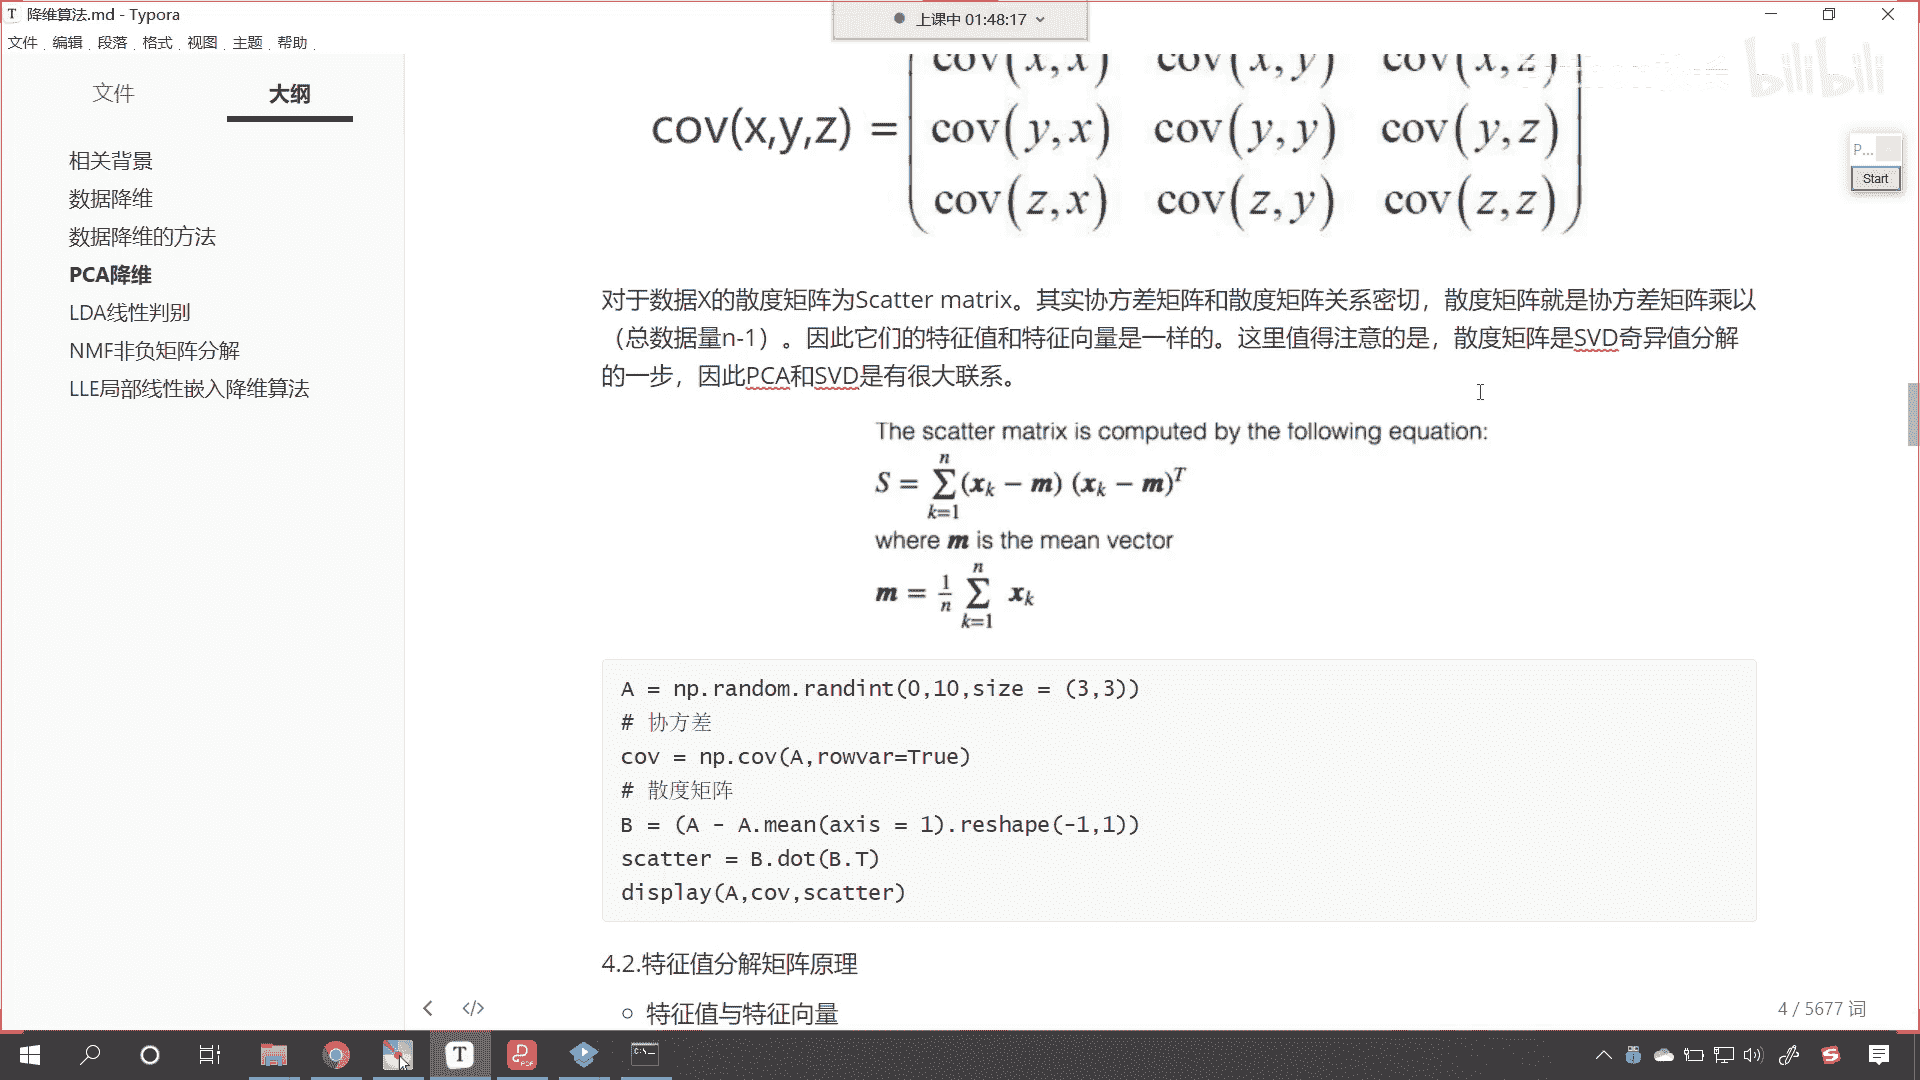 降维算法.md - Typora
上课中 01:48:17
文件 编辑 段落 格式 视图 主题 帮助
文件 大纲
相关背景
数据降维
数据降维的方法
PCA降维
LDA线性判别
NMF非负矩阵分解
LLE局部线性嵌入降维算法
bilibili
P...
Start
cov(x,x) cov(x,y) cov(x,z)
cov(x,y,z) = cov(y,x) cov(y,y) cov(y,z)
cov(z,x) cov(z,y) cov(z,z)
对于数据X的散度矩阵为Scatter matrix。其实协方差矩阵和散度矩阵关系密切，散度矩阵就是协方差矩阵乘以
（总数据量n-1）。因此它们的特征值和特征向量是一样的。这里值得注意的是，散度矩阵是SVD奇异值分解
的一步，因此PCA和SVD是有很大联系。
The scatter matrix is computed by the following equation:
S = ∑_{k=1}^{n} (x_k − m) (x_k − m)^T
where m is the mean vector
m = 1/n ∑_{k=1}^{n} x_k
A = np.random.randint(0,10,size = (3,3))
# 协方差
cov = np.cov(A,rowvar=True)
# 散度矩阵
B = (A - A.mean(axis = 1).reshape(-1,1))
scatter = B.dot(B.T)
display(A,cov,scatter)
4.2.特征值分解矩阵原理
○ 特征值与特征向量
< </>
4 / 5677 词